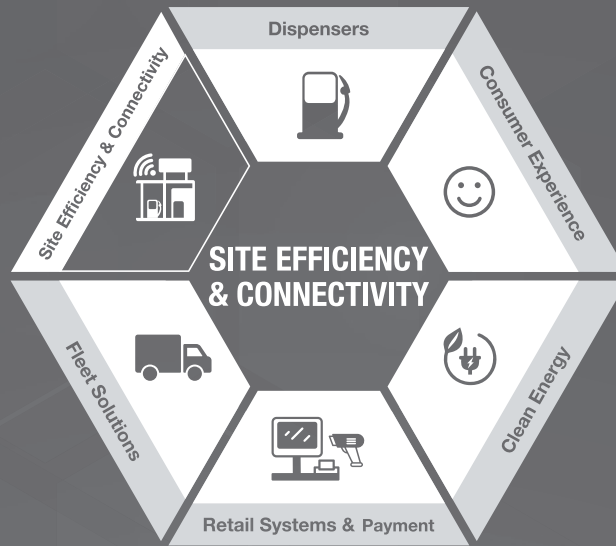 Dispensers
Site Efficiency & Connectivity
Consumer Experience
SITE EFFICIENCY
& CONNECTIVITY
Fleet Solutions
Clean Energy
Retail Systems & Payment